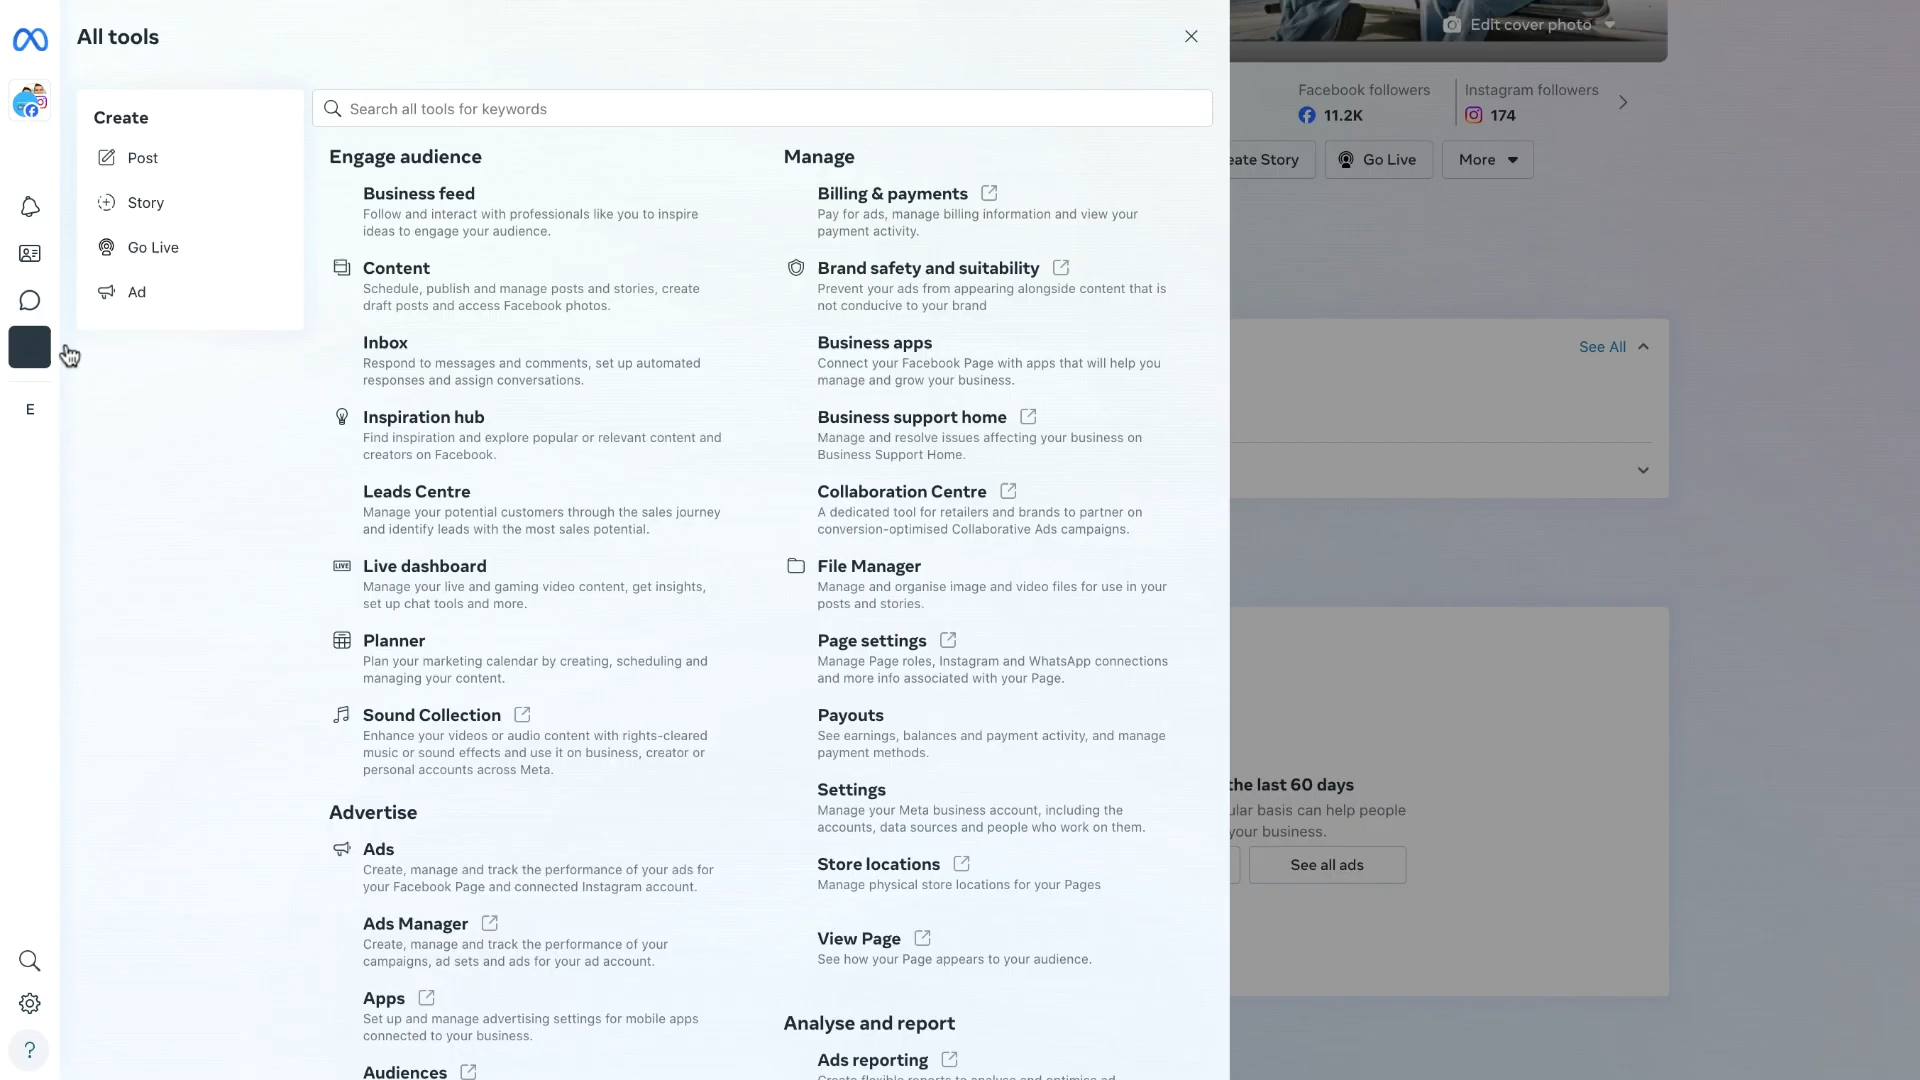 All tools
Create
Post
Story
Go Live
Ad
E
?
Search all tools for keywords
Engage audience
Business feed
Follow and interact with professionals like you to inspire
ideas to engage your audience.
Content
Schedule, publish and manage posts and stories, create
draft posts and access Facebook photos.
Inbox
Respond to messages and comments, set up automated
responses and assign conversations.
Inspiration hub
Find inspiration and explore popular or relevant content and
creators on Facebook.
Leads Centre
Manage your potential customers through the sales journey
and identify leads with the most sales potential.
LIVE
Live dashboard
Manage your live and gaming video content, get insights,
set up chat tools and more.
Planner
Plan your marketing calendar by creating, scheduling and
managing your content.
Sound Collection
Enhance your videos or audio content with rights-cleared
music or sound effects and use it on business, creator or
personal accounts across Meta.
Advertise
Ads
Create, manage and track the performance of your ads for
your Facebook Page and connected Instagram account.
Ads Manager
Create, manage and track the performance of your
campaigns, ad sets and ads for your ad account.
Apps
Set up and manage advertising settings for mobile apps
connected to your business.
Audiences
Manage
Billing & payments
Pay for ads, manage billing information and view your
payment activity.
Brand safety and suitability
Prevent your ads from appearing alongside content that is
not conducive to your brand
Business apps
Connect your Facebook Page with apps that will help you
manage and grow your business.
Business support home
Manage and resolve issues affecting your business on
Business Support Home.
Collaboration Centre
A dedicated tool for retailers and brands to partner on
conversion-optimised Collaborative Ads campaigns.
File Manager
Manage and organise image and video files for use in your
posts and stories.
Page settings
Manage Page roles, Instagram and WhatsApp connections
and more info associated with your Page.
Payouts
See earnings, balances and payment activity, and manage
payment methods.
Settings
Manage your Meta business account, including the
accounts, data sources and people who work on them.
Store locations
Manage physical store locations for your Pages
View Page
See how your Page appears to your audience.
Analyse and report
Ads reporting
Create flexible reports to analyse and optimise ad
Edit cover photo
Facebook followers
11.2K
Instagram followers
174
eate Story
Go Live
More
See All
the last 60 days
ular basis can help people
your business.
See all ads